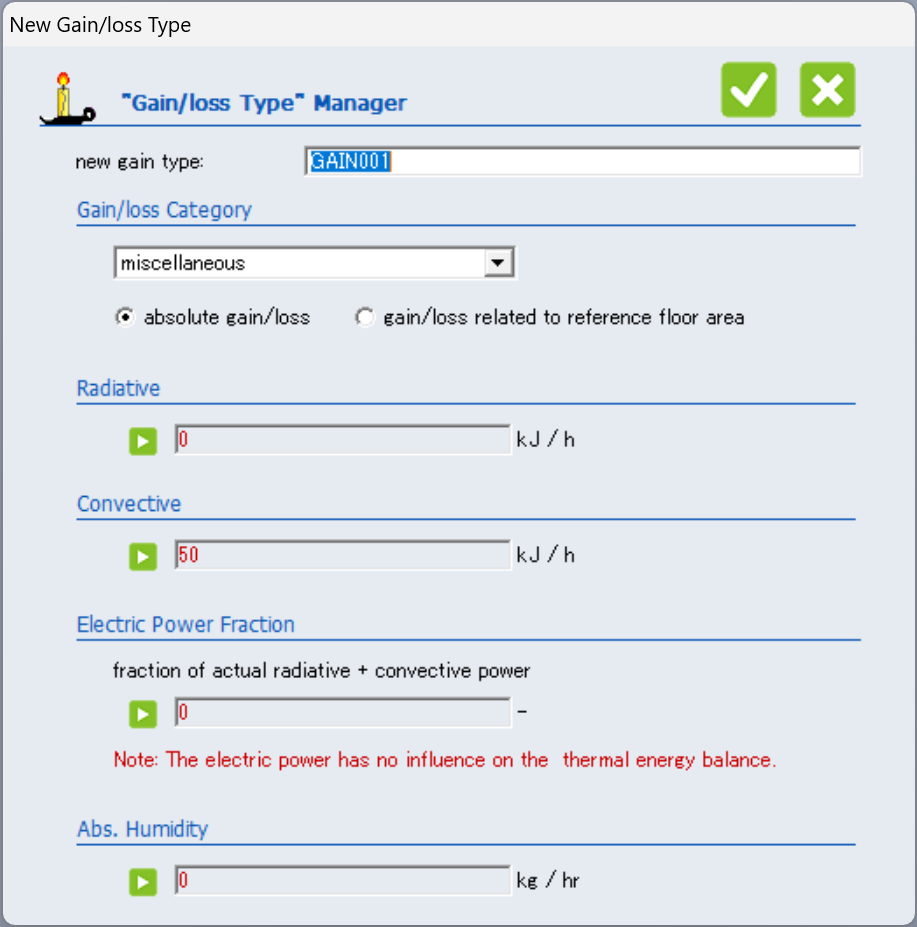 New Gain/loss Type
"Gain/loss Type" Manager
new gain type: GAIN001
Gain/loss Category
miscellaneous
absolute gain/loss gain/loss related to reference floor area
Radiative
0 kJ / h
Convective
50 kJ / h
Electric Power Fraction
fraction of actual radiative + convective power
0 -
Note: The electric power has no influence on the  thermal energy balance.
Abs. Humidity
0 kg / hr